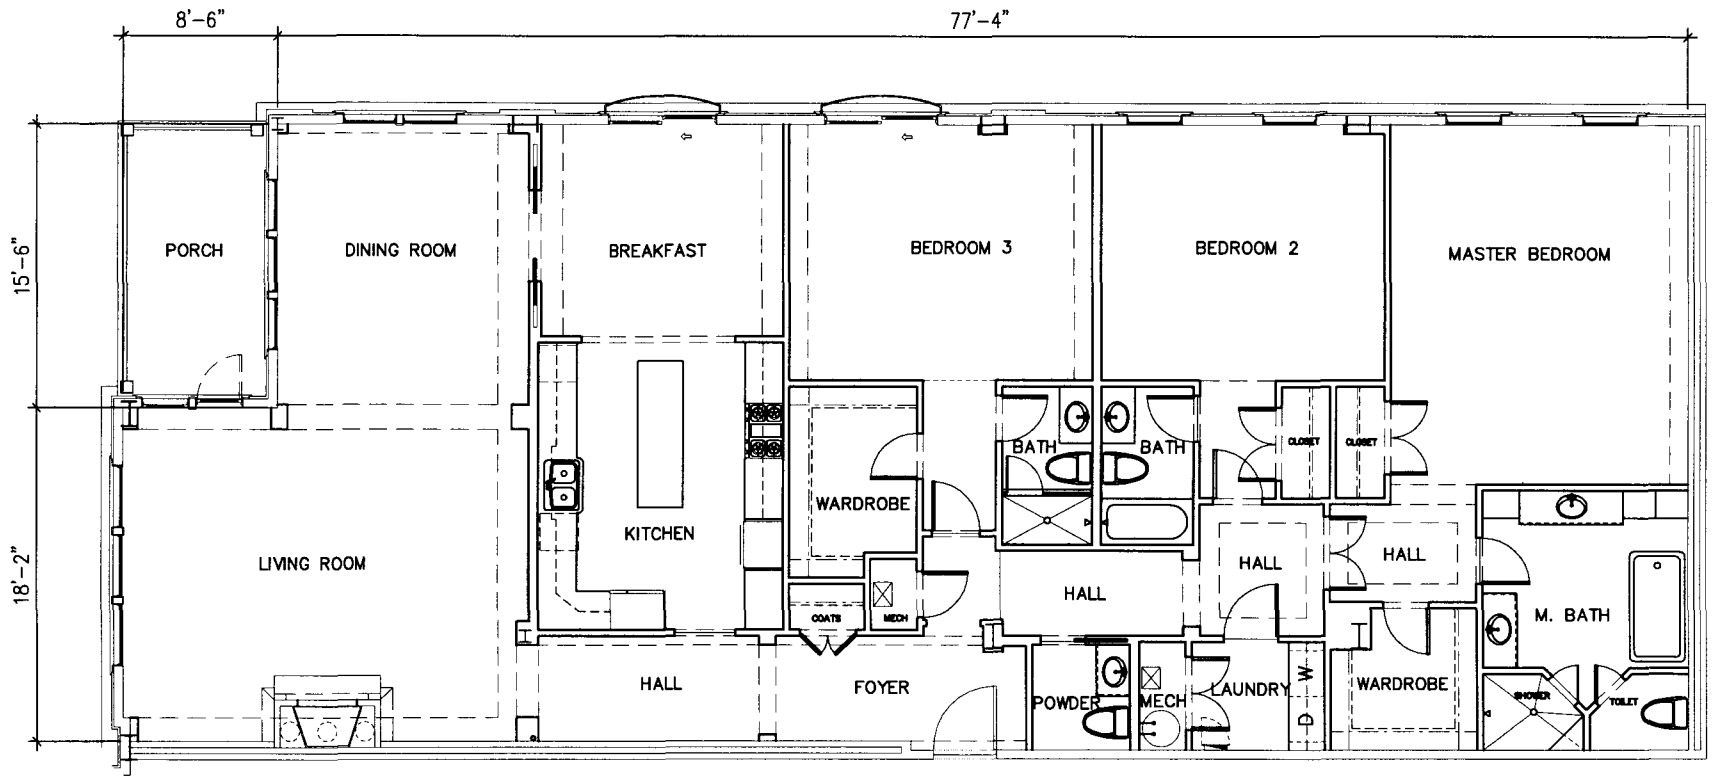 8'-6"
77'-4"
15'-6"
18'-2"
PORCH
DINING ROOM
BREAKFAST
BEDROOM 3
BEDROOM 2
MASTER BEDROOM
BATH
BATH
CLOSET
CLOSET
WARDROBE
KITCHEN
LIVING ROOM
HALL
HALL
HALL
COATS
MECH
M. BATH
HALL
FOYER
POWDER
MECH
LAUNDRY
W
D
WARDROBE
SHOWER
TOILET